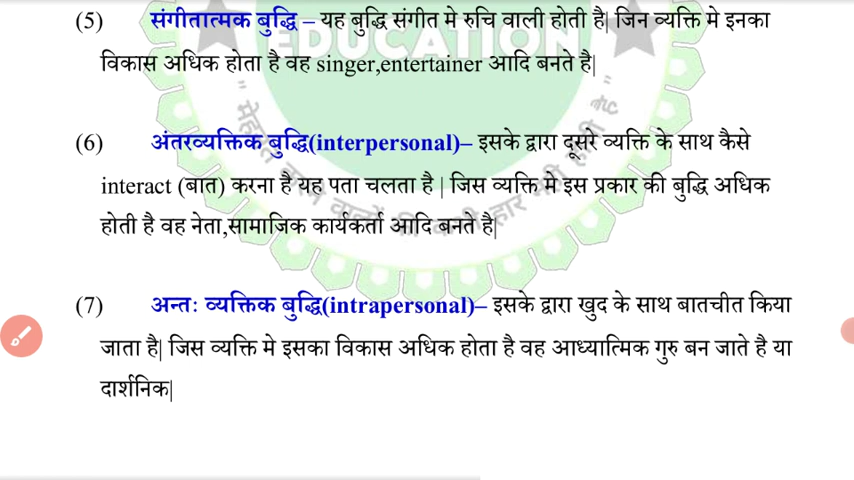 EDUCATION
(5) संगीतात्मक बुद्धि – यह बुद्धि संगीत मे रुचि वाली होती है| जिन व्यक्ति मे इनका
विकास अधिक होता है वह singer,entertainer आदि बनते है|
(6) अंतरव्यक्तिक बुद्धि(interpersonal)– इसके द्वारा दूसरे व्यक्ति के साथ कैसे
interact (बात) करना है यह पता चलता है | जिस व्यक्ति मे इस प्रकार की बुद्धि अधिक
होती है वह नेता,सामाजिक कार्यकर्ता आदि बनते है|
(7) अन्तः व्यक्तिक बुद्धि(intrapersonal)– इसके द्वारा खुद के साथ बातचीत किया
जाता है| जिस व्यक्ति मे इसका विकास अधिक होता है वह आध्यात्मिक गुरु बन जाते है या
दार्शनिक|